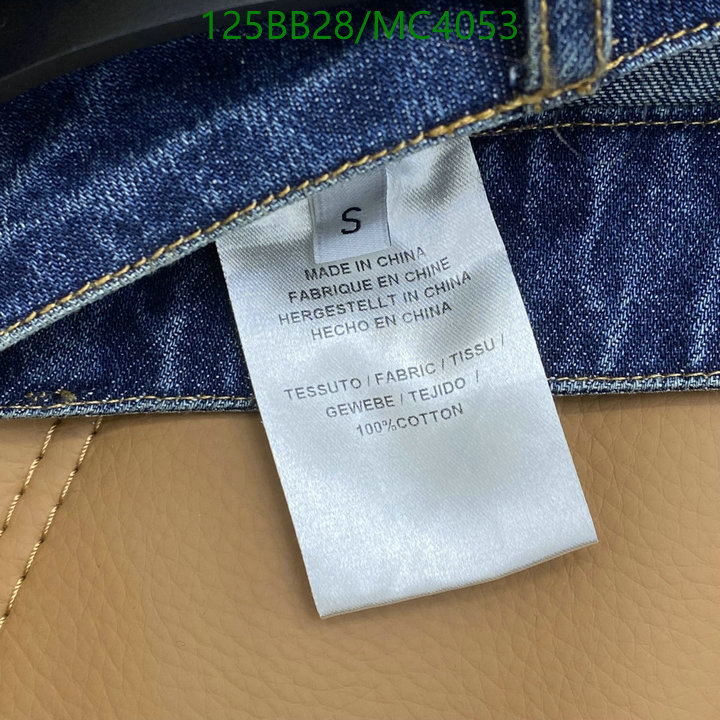 125BB28/MC4053
S
MADE IN CHINA
FABRIQUE EN CHINE
HERGESTELLT IN CHINA
HECHO EN CHINA
TESSUTO / FABRIC / TISSU /
GEWEBE / TEJIDO /
100%COTTON